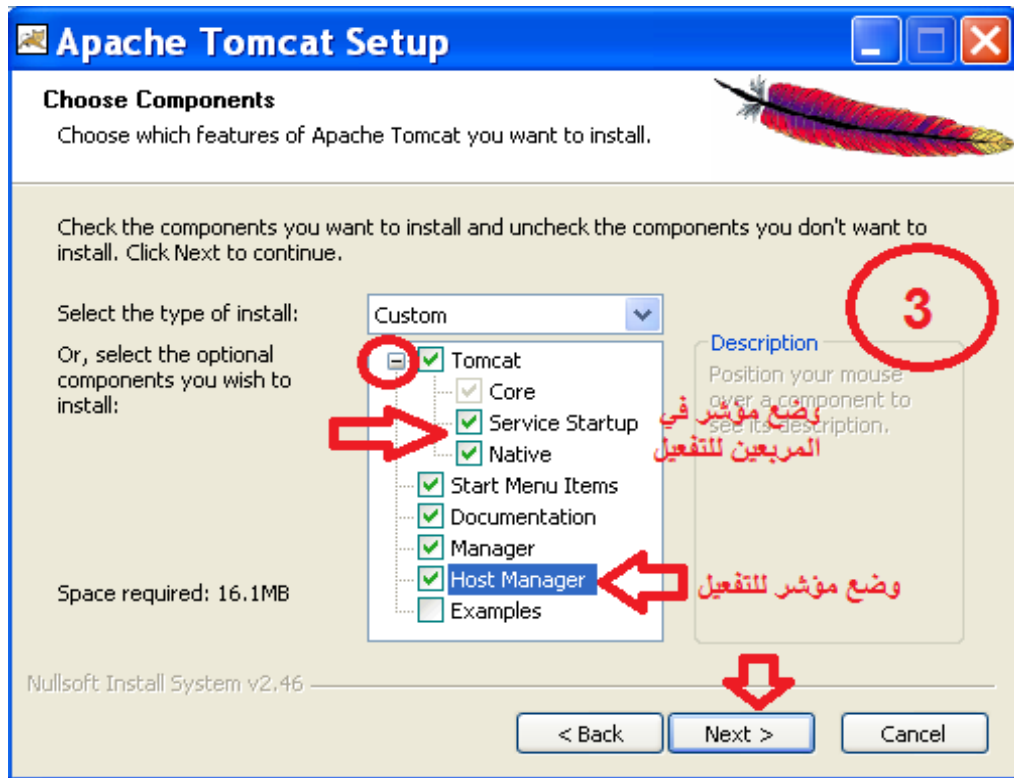 Apache Tomcat Setup
Choose Components
Choose which features of Apache Tomcat you want to install.
Check the components you want to install and uncheck the components you don't want to
install. Click Next to continue.
3
Select the type of install:
Custom
Or, select the optional
components you wish to
install:
Tomcat
Core
Service Startup
Native
Start Menu Items
Documentation
Manager
Host Manager
Examples
Description
Position your mouse
over a component to
see its description.
وضع مؤشر في
المربعين للتفعيل
وضع مؤشر للتفعيل
Space required: 16.1MB
Nullsoft Install System v2.46
< Back
Next >
Cancel